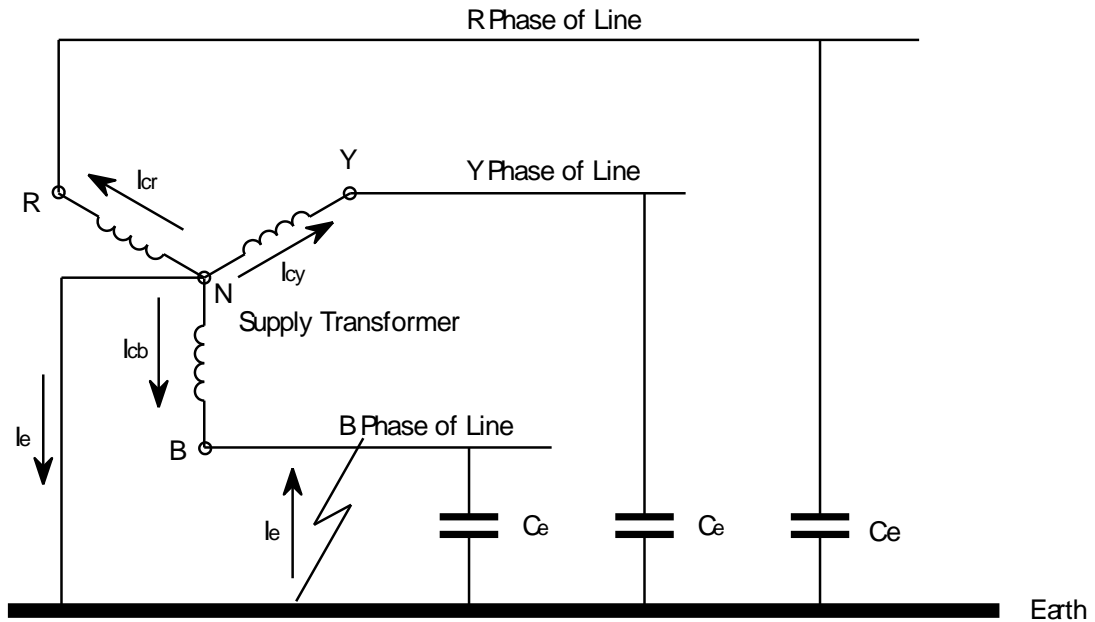 R Phase of Line
Y
Y Phase of Line
Icr
R
Icy
N
Supply Transformer
Icb
B Phase of Line
Ie
B
Ie
Ce
Ce
Ce
Earth